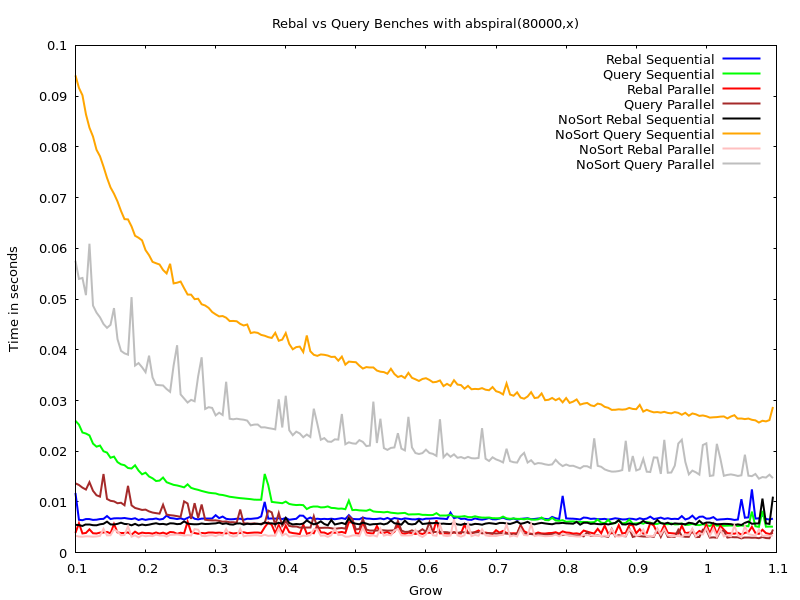 Rebal vs Query Benches with abspiral(80000,x)
0.1
0.09
0.08
0.07
0.06
0.05
0.04
0.03
0.02
0.01
0
Time in seconds
Rebal Sequential
Query Sequential
Rebal Parallel
Query Parallel
NoSort Rebal Sequential
NoSort Query Sequential
NoSort Rebal Parallel
NoSort Query Parallel
0.1 0.2 0.3 0.4 0.5 0.6 0.7 0.8 0.9 1 1.1
Grow